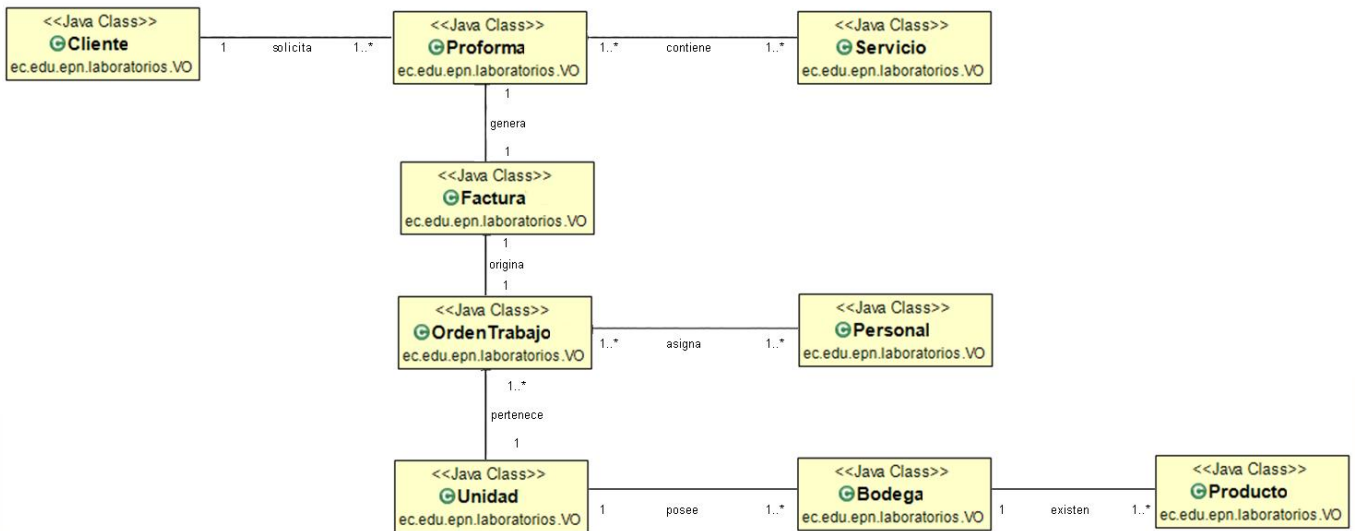 <<Java Class>>
Cliente
ec.edu.epn.laboratorios.VO
1 solicita 1..*
<<Java Class>>
Proforma
ec.edu.epn.laboratorios.VO
1..* contiene 1..*
<<Java Class>>
Servicio
ec.edu.epn.laboratorios.VO
1
genera
1
<<Java Class>>
Factura
ec.edu.epn.laboratorios.VO
1
origina
1
<<Java Class>>
OrdenTrabajo
ec.edu.epn.laboratorios.VO
1..* asigna 1..*
<<Java Class>>
Personal
ec.edu.epn.laboratorios.VO
1..*
pertenece
1
<<Java Class>>
Unidad
ec.edu.epn.laboratorios.VO
1 posee 1..*
<<Java Class>>
Bodega
ec.edu.epn.laboratorios.VO
1 existen 1..*
<<Java Class>>
Producto
ec.edu.epn.laboratorios.VO